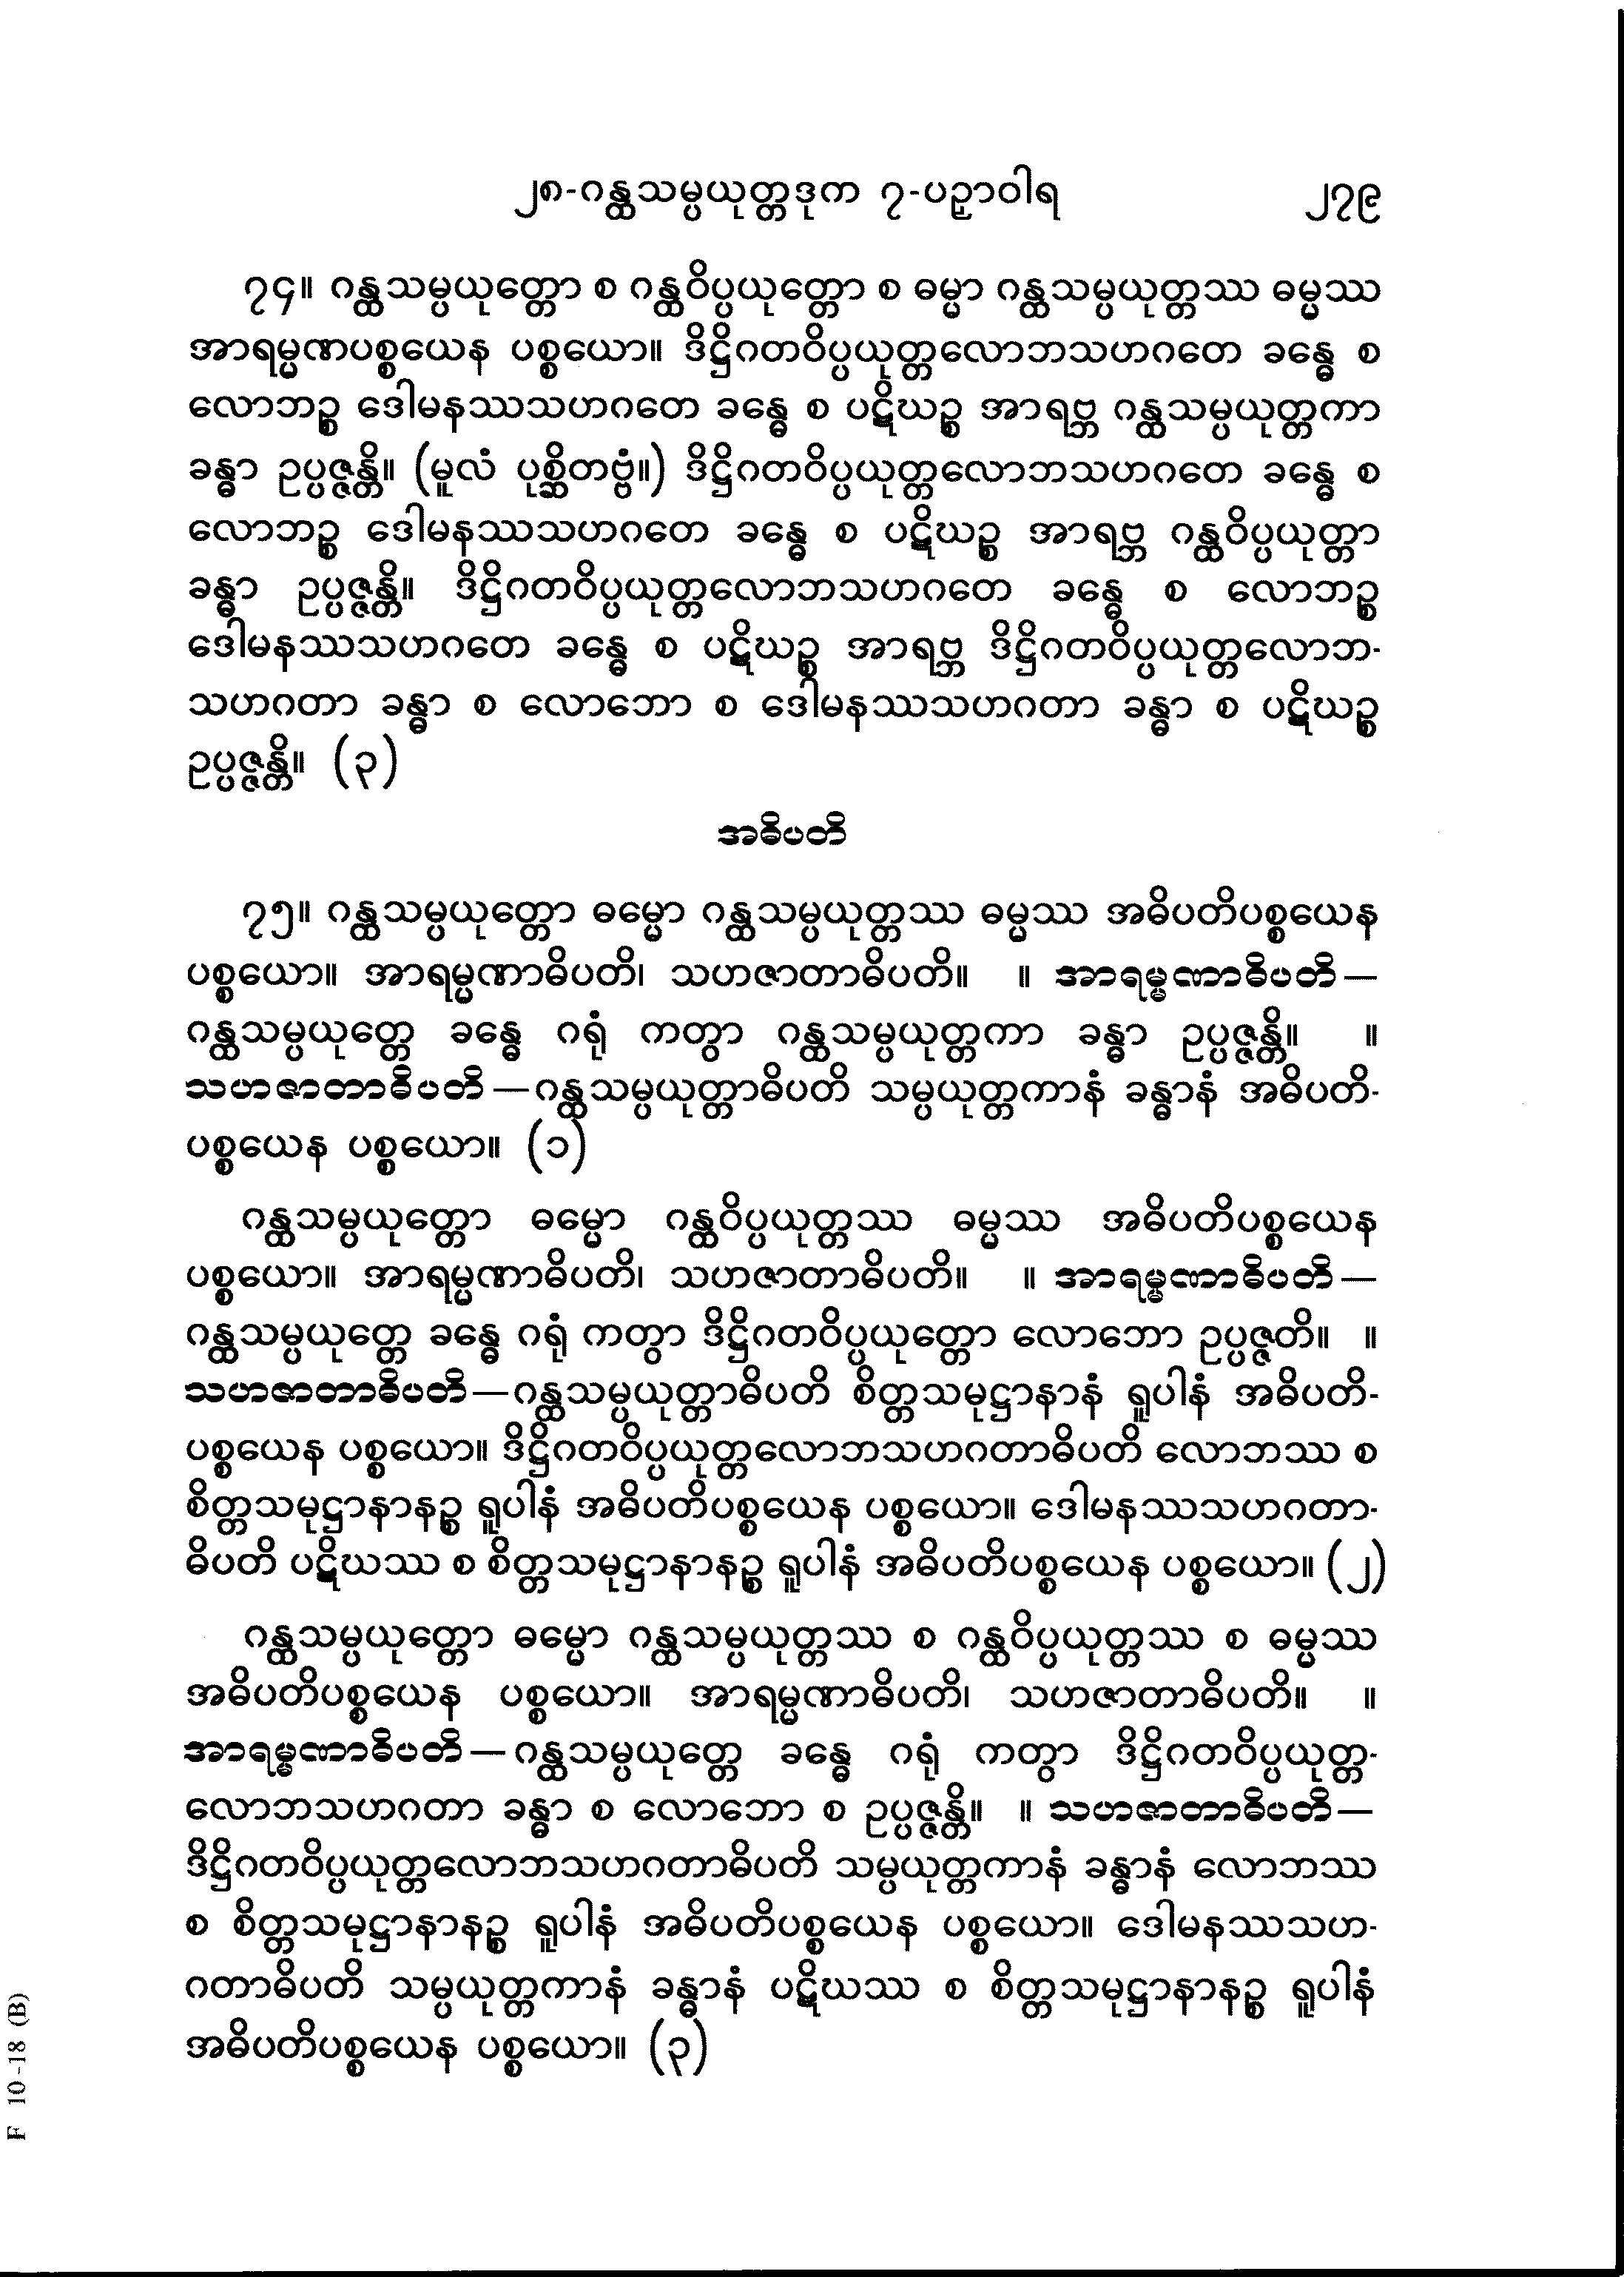 ၂၈-ဂန္ထသမ္ပယုတ္တဒုက ၇-ပဉှာဝါရ ၂၇၉
၇၄။ ဂန္ထသမ္ပယုတ္တော စ ဂန္ထဝိပ္ပယုတ္တော စ ဓမ္မာ ဂန္ထသမ္ပယုတ္တဿ ဓမ္မဿ
အာရမ္မဏပစ္စယေန ပစ္စယော။ ဒိဋ္ဌိဂတဝိပ္ပယုတ္တလောဘသဟဂတေ ခန္ဓေ စ
လောဘဉ္စ ဒေါမနဿသဟဂတေ ခန္ဓေ စ ပဋိဃဉ္စ အာရဗ္ဘ ဂန္ထသမ္ပယုတ္တကာ
ခန္ဓာ ဥပ္ပဇ္ဇန္တိ။ (မူလံ ပုစ္ဆိတဗ္ဗံ။) ဒိဋ္ဌိဂတဝိပ္ပယုတ္တလောဘသဟဂတေ ခန္ဓေ စ
လောဘဉ္စ ဒေါမနဿသဟဂတေ ခန္ဓေ စ ပဋိဃဉ္စ အာရဗ္ဘ ဂန္ထဝိပ္ပယုတ္တာ
ခန္ဓာ ဥပ္ပဇ္ဇန္တိ။ ဒိဋ္ဌိဂတဝိပ္ပယုတ္တလောဘသဟဂတေ ခန္ဓေ စ လောဘဉ္စ
ဒေါမနဿသဟဂတေ ခန္ဓေ စ ပဋိဃဉ္စ အာရဗ္ဘ ဒိဋ္ဌိဂတဝိပ္ပယုတ္တလောဘ-
သဟဂတာ ခန္ဓာ စ လောဘော စ ဒေါမနဿသဟဂတာ ခန္ဓာ စ ပဋိဃဉ္စ
ဥပ္ပဇ္ဇန္တိ။ (၃)
အဓိပတိ
၇၅။ ဂန္ထသမ္ပယုတ္တော ဓမ္မော ဂန္ထသမ္ပယုတ္တဿ ဓမ္မဿ အဓိပတိပစ္စယေန
ပစ္စယော။ အာရမ္မဏာဓိပတိ၊ သဟဇာတာဓိပတိ။ ။ အာရမ္မဏာဓိပတိ—
ဂန္ထသမ္ပယုတ္တေ ခန္ဓေ ဂရုံ ကတွာ ဂန္ထသမ္ပယုတ္တကာ ခန္ဓာ ဥပ္ပဇ္ဇန္တိ။ ။
သဟဇာတာဓိပတိ—ဂန္ထသမ္ပယုတ္တာဓိပတိ သမ္ပယုတ္တကာနံ ခန္ဓာနံ အဓိပတိ-
ပစ္စယေန ပစ္စယော။ (၁)
ဂန္ထသမ္ပယုတ္တော ဓမ္မော ဂန္ထဝိပ္ပယုတ္တဿ ဓမ္မဿ အဓိပတိပစ္စယေန
ပစ္စယော။ အာရမ္မဏာဓိပတိ၊ သဟဇာတာဓိပတိ။ ။ အာရမ္မဏာဓိပတိ—
ဂန္ထသမ္ပယုတ္တေ ခန္ဓေ ဂရုံ ကတွာ ဒိဋ္ဌိဂတဝိပ္ပယုတ္တော လောဘော ဥပ္ပဇ္ဇတိ။ ။
သဟဇာတာဓိပတိ—ဂန္ထသမ္ပယုတ္တာဓိပတိ စိတ္တသမုဋ္ဌာနာနံ ရူပါနံ အဓိပတိ-
ပစ္စယေန ပစ္စယော။ ဒိဋ္ဌိဂတဝိပ္ပယုတ္တလောဘသဟဂတာဓိပတိ လောဘဿ စ
စိတ္တသမုဋ္ဌာနာနဉ္စ ရူပါနံ အဓိပတိပစ္စယေန ပစ္စယော။ ဒေါမနဿသဟဂတာ-
ဓိပတိ ပဋိဃဿ စ စိတ္တသမုဋ္ဌာနာနဉ္စ ရူပါနံ အဓိပတိပစ္စယေန ပစ္စယော။ (၂)
ဂန္ထသမ္ပယုတ္တော ဓမ္မော ဂန္ထသမ္ပယုတ္တဿ စ ဂန္ထဝိပ္ပယုတ္တဿ စ ဓမ္မဿ
အဓိပတိပစ္စယေန ပစ္စယော။ အာရမ္မဏာဓိပတိ၊ သဟဇာတာဓိပတိ။ ။
အာရမ္မဏာဓိပတိ—ဂန္ထသမ္ပယုတ္တေ ခန္ဓေ ဂရုံ ကတွာ ဒိဋ္ဌိဂတဝိပ္ပယုတ္တ-
လောဘသဟဂတာ ခန္ဓာ စ လောဘော စ ဥပ္ပဇ္ဇန္တိ။ ။ သဟဇာတာဓိပတိ—
ဒိဋ္ဌိဂတဝိပ္ပယုတ္တလောဘသဟဂတာဓိပတိ သမ္ပယုတ္တကာနံ ခန္ဓာနံ လောဘဿ
စ စိတ္တသမုဋ္ဌာနာနဉ္စ ရူပါနံ အဓိပတိပစ္စယေန ပစ္စယော။ ဒေါမနဿသဟ-
ဂတာဓိပတိ သမ္ပယုတ္တကာနံ ခန္ဓာနံ ပဋိဃဿ စ စိတ္တသမုဋ္ဌာနာနဉ္စ ရူပါနံ
အဓိပတိပစ္စယေန ပစ္စယော။ (၃)
F 10-18 (B)